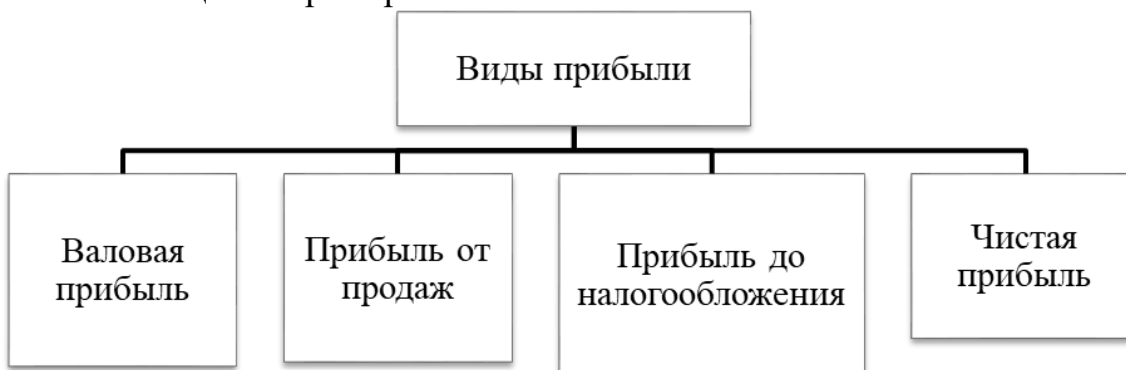 Виды прибыли
Валовая
прибыль
Прибыль от
продаж
Прибыль до
налогообложения
Чистая
прибыль